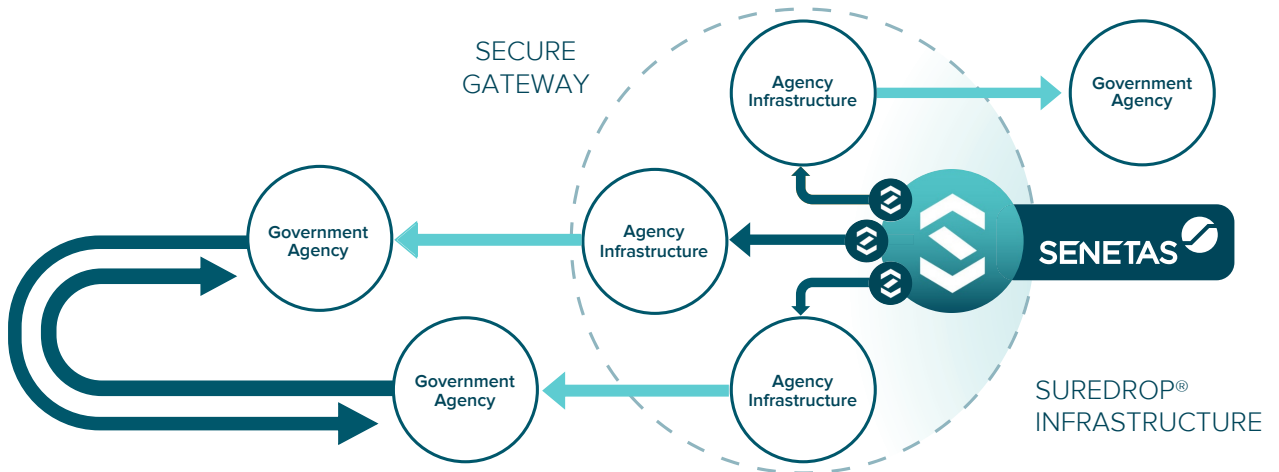 SECURE
GATEWAY
Agency
Infrastructure
Government
Agency
Government
Agency
Agency
Infrastructure
SENETAS
Government
Agency
Agency
Infrastructure
SUREDROP®
INFRASTRUCTURE